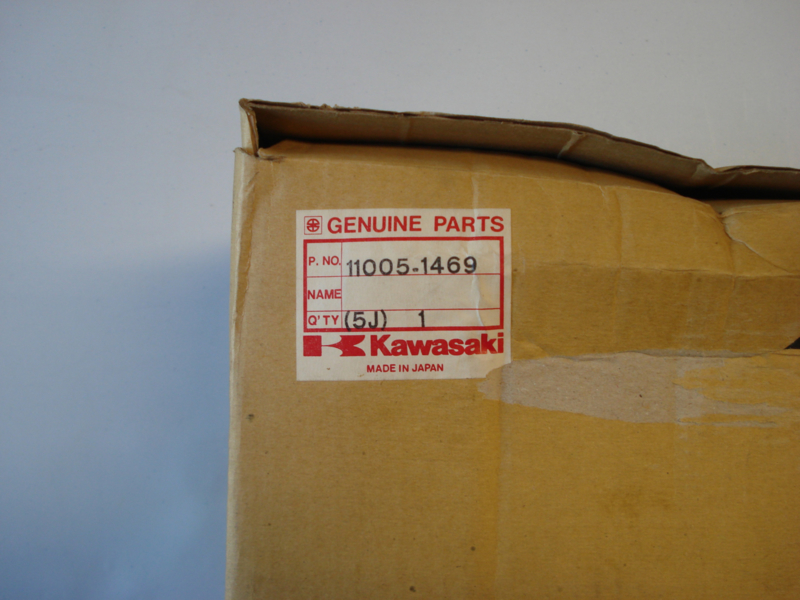 GENUINE PARTS
P. NO. 11005-1469
NAME
Q'TY (5J) 1
Kawasaki
MADE IN JAPAN